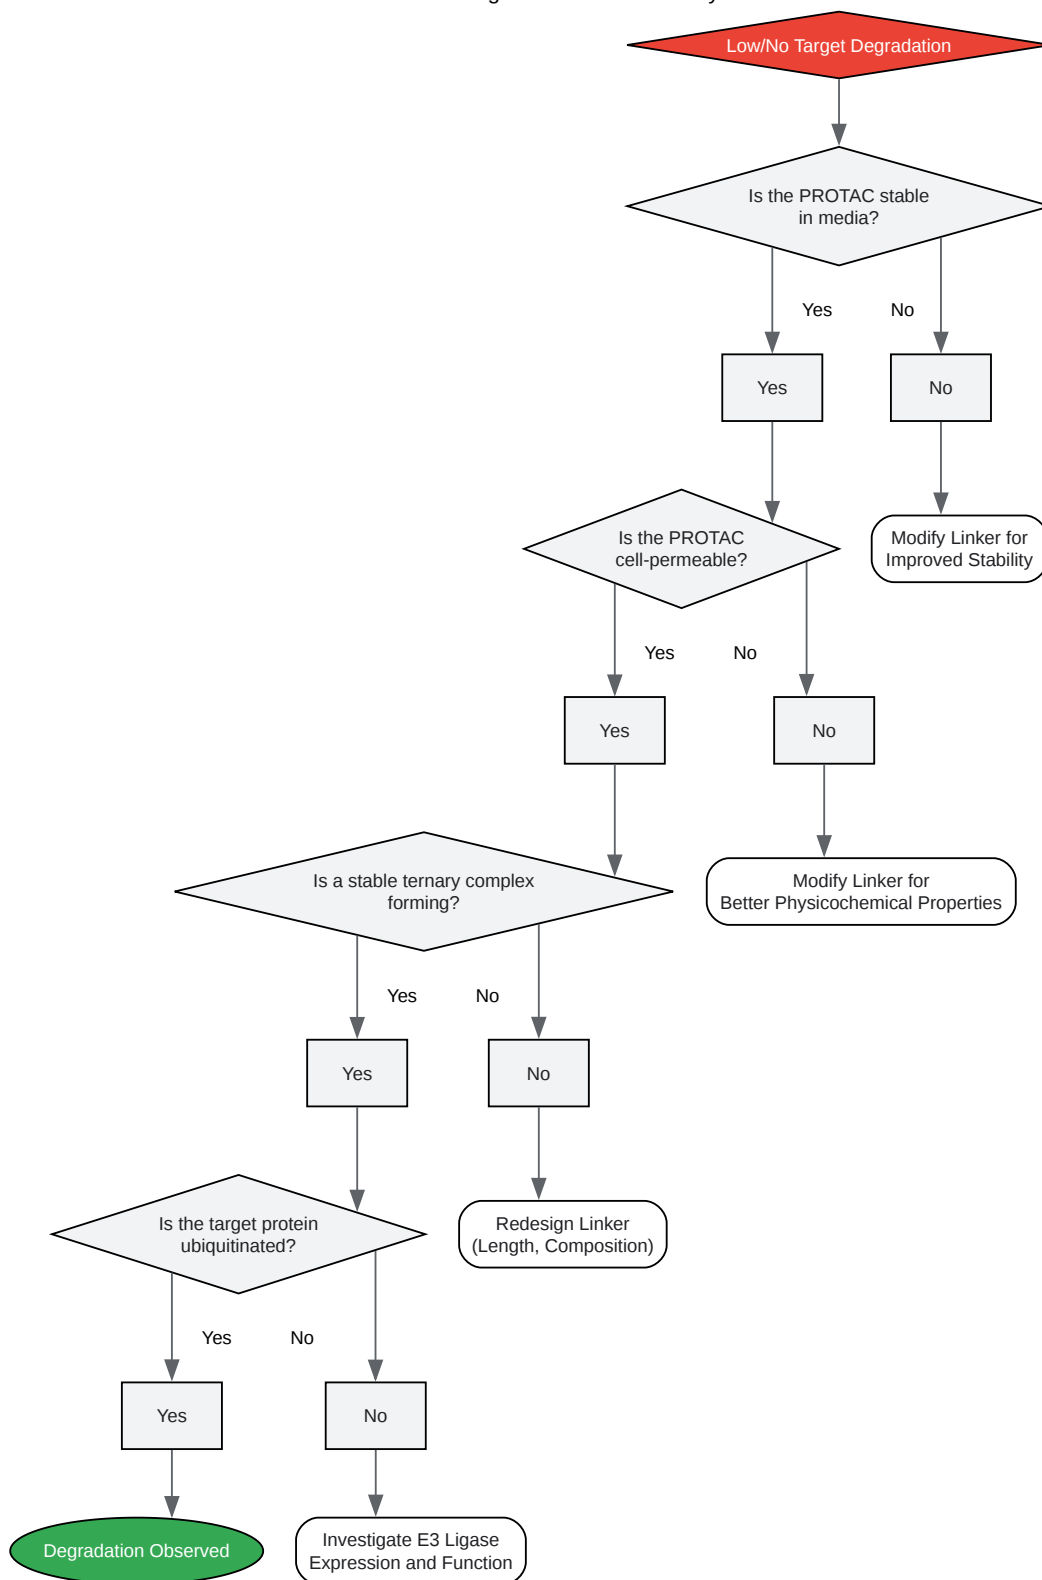 Low/No Target Degradation
Is the PROTAC stable
in media?
Yes
No
Yes
No
Is the PROTAC
cell-permeable?
Modify Linker for
Improved Stability
Yes
No
Yes
No
Is a stable ternary complex
forming?
Modify Linker for
Better Physicochemical Properties
Yes
No
Yes
No
Is the target protein
ubiquitinated?
Redesign Linker
(Length, Composition)
Yes
No
Yes
No
Degradation Observed
Investigate E3 Ligase
Expression and Function